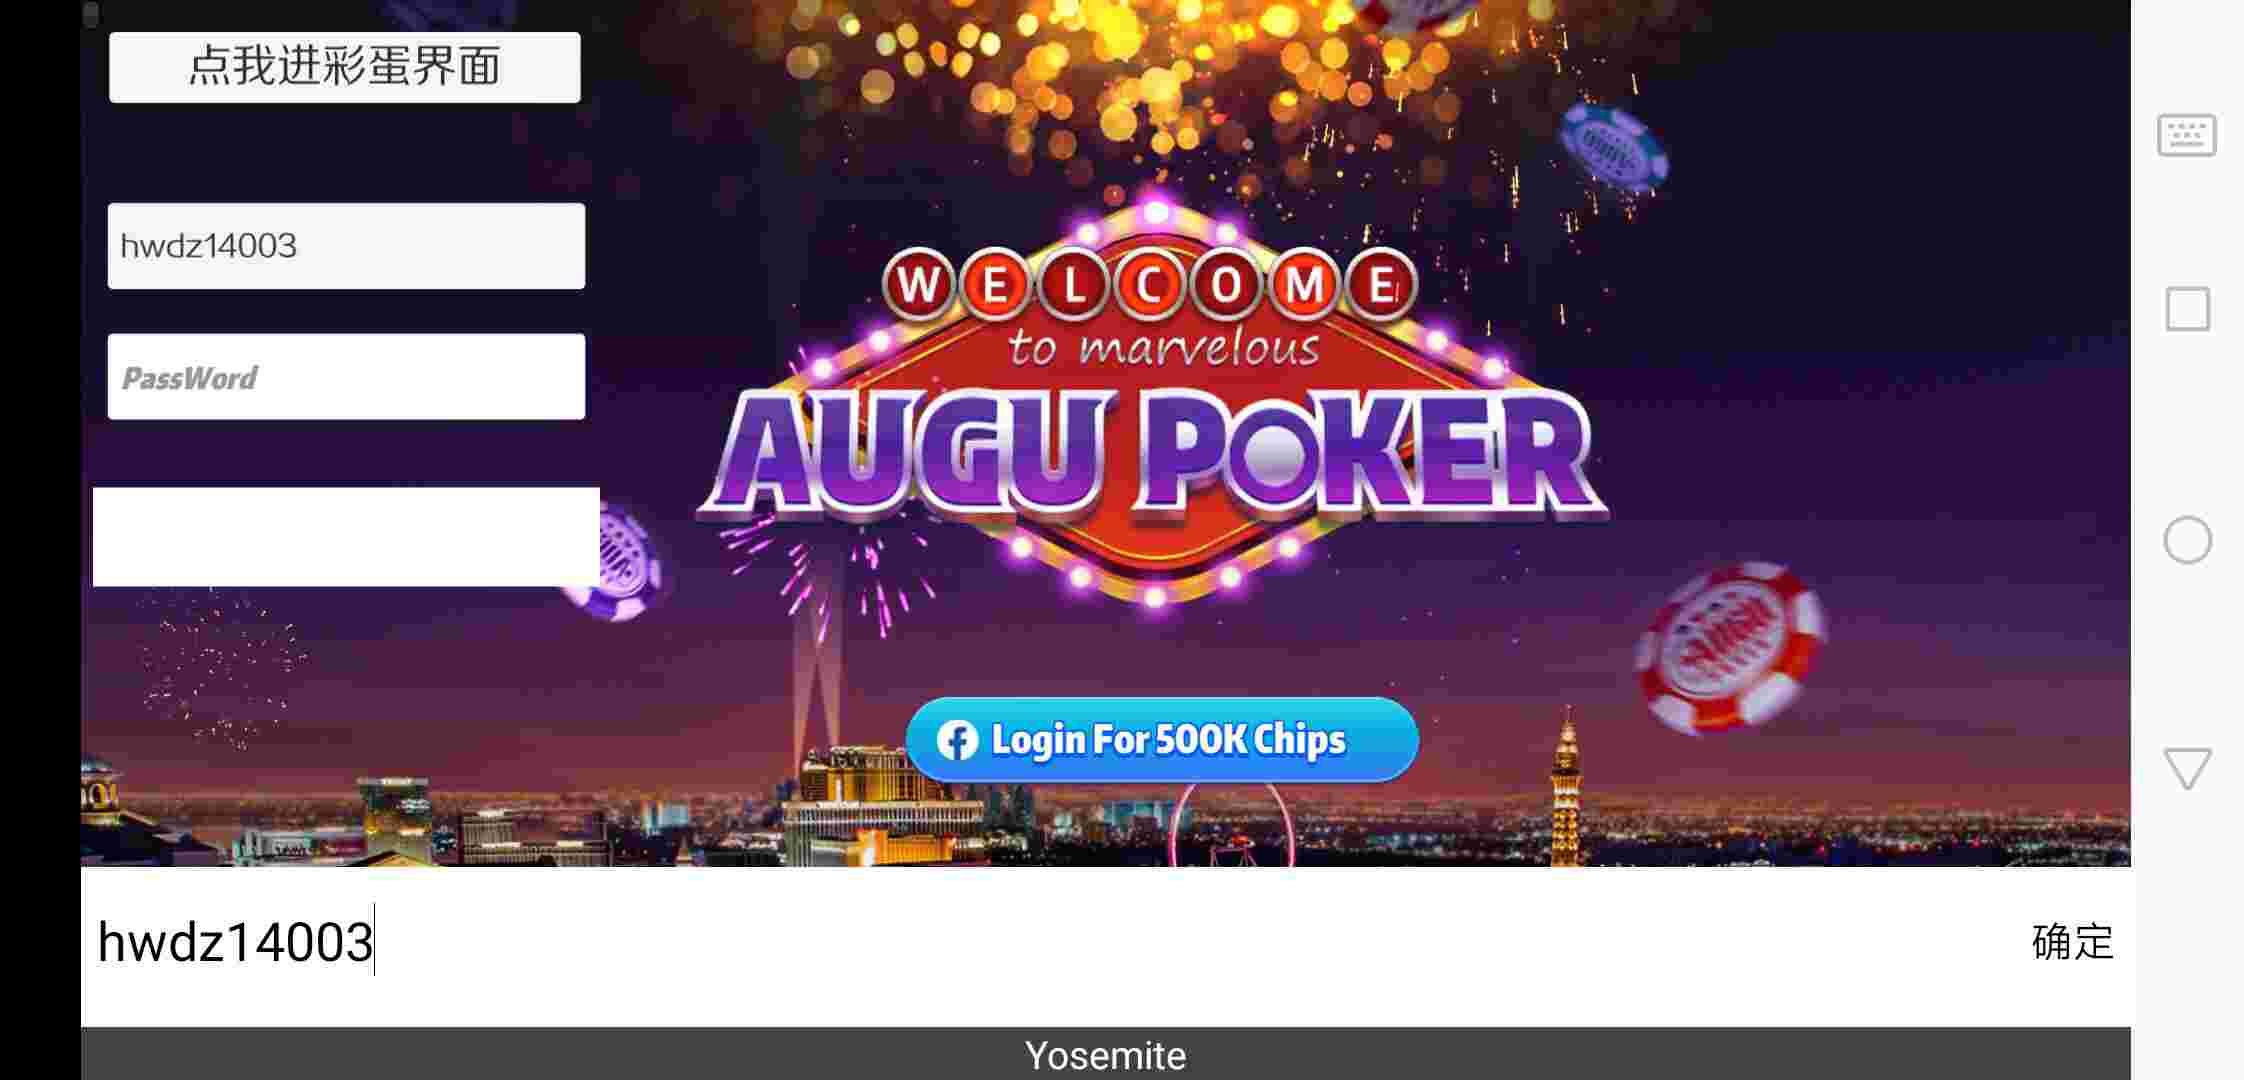 点我进彩蛋界面
hwdz14003
PassWord
WELCOME
to marvelous
AUGU POKER
Login For 500K Chips
hwdz14003
确定
Yosemite